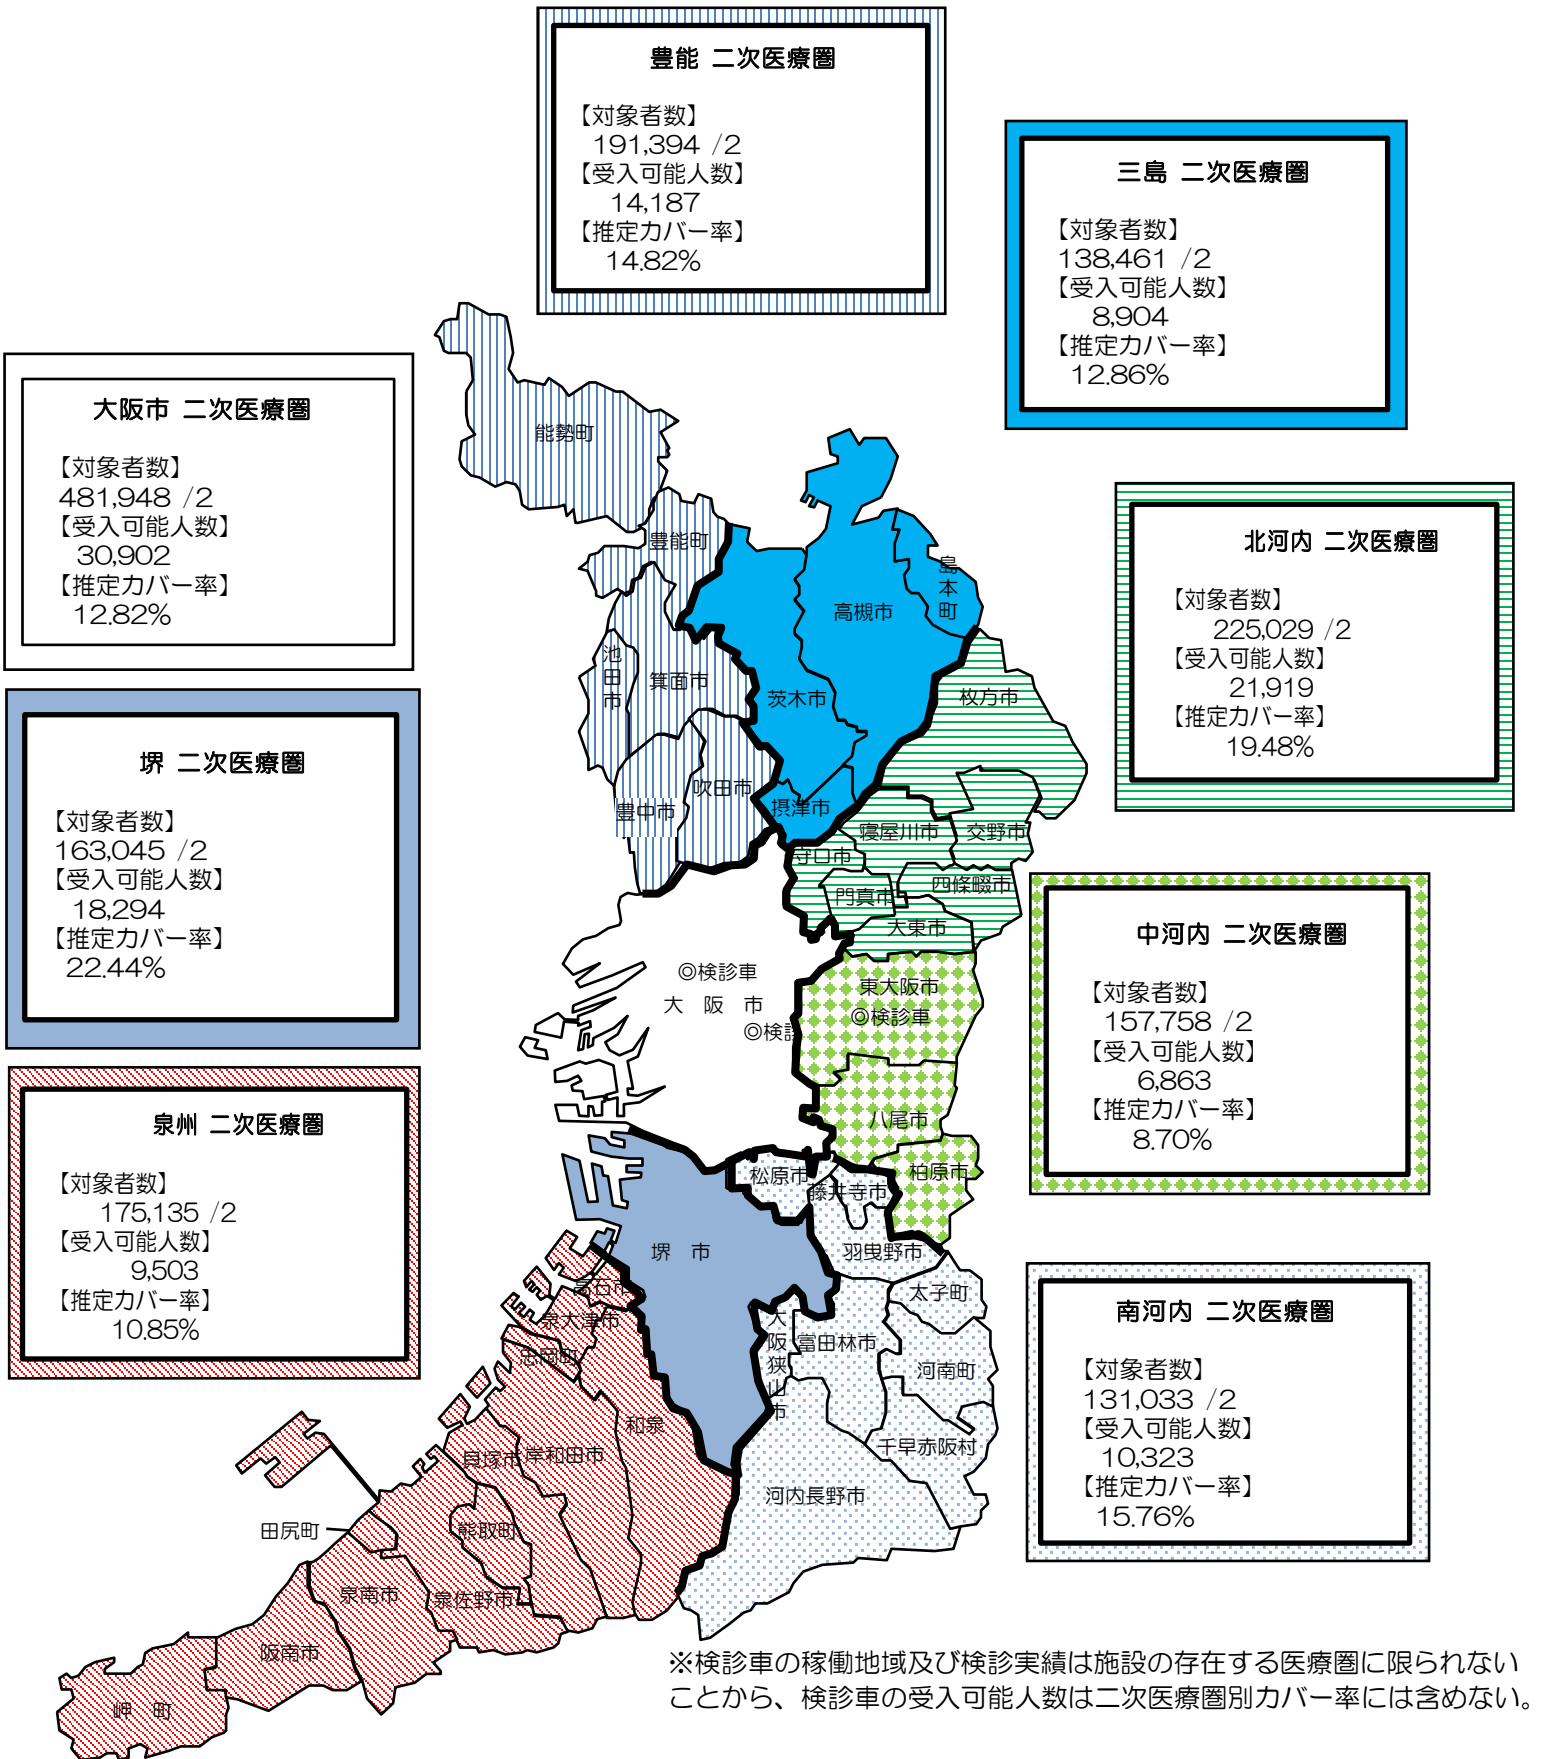 豊能 二次医療圏
【対象者数】
191,394 /2
【受入可能人数】
14,187
【推定カバー率】
14.82%
三島 二次医療圏
【対象者数】
138,461 /2
【受入可能人数】
8,904
【推定カバー率】
12.86%
大阪市 二次医療圏
【対象者数】
481,948 /2
【受入可能人数】
30,902
【推定カバー率】
12.82%
北河内 二次医療圏
【対象者数】
225,029 /2
【受入可能人数】
21,919
【推定カバー率】
19.48%
堺 二次医療圏
【対象者数】
163,045 /2
【受入可能人数】
18,294
【推定カバー率】
22.44%
中河内 二次医療圏
【対象者数】
157,758 /2
【受入可能人数】
6,863
【推定カバー率】
8.70%
泉州 二次医療圏
【対象者数】
175,135 /2
【受入可能人数】
9,503
【推定カバー率】
10.85%
南河内 二次医療圏
【対象者数】
131,033 /2
【受入可能人数】
10,323
【推定カバー率】
15.76%
能勢町
豊能町
島本町
高槻市
池田市
箕面市
茨木市
枚方市
吹田市
豊中市
摂津市
寝屋川市
交野市
守口市
門真市
四條畷市
大東市
◎検診車
大 阪 市
◎検診
東大阪市
◎検診車
八尾市
柏原市
松原市
藤井寺市
堺 市
羽曳野市
高石市
太子町
泉大津市
大阪狭山市
富田林市
忠岡町
河南町
和泉
岸和田市
貝塚市
千早赤阪村
河内長野市
田尻町
熊取町
泉南市
泉佐野市
阪南市
岬 町
※検診車の稼働地域及び検診実績は施設の存在する医療圏に限られない
ことから、検診車の受入可能人数は二次医療圏別カバー率には含めない。